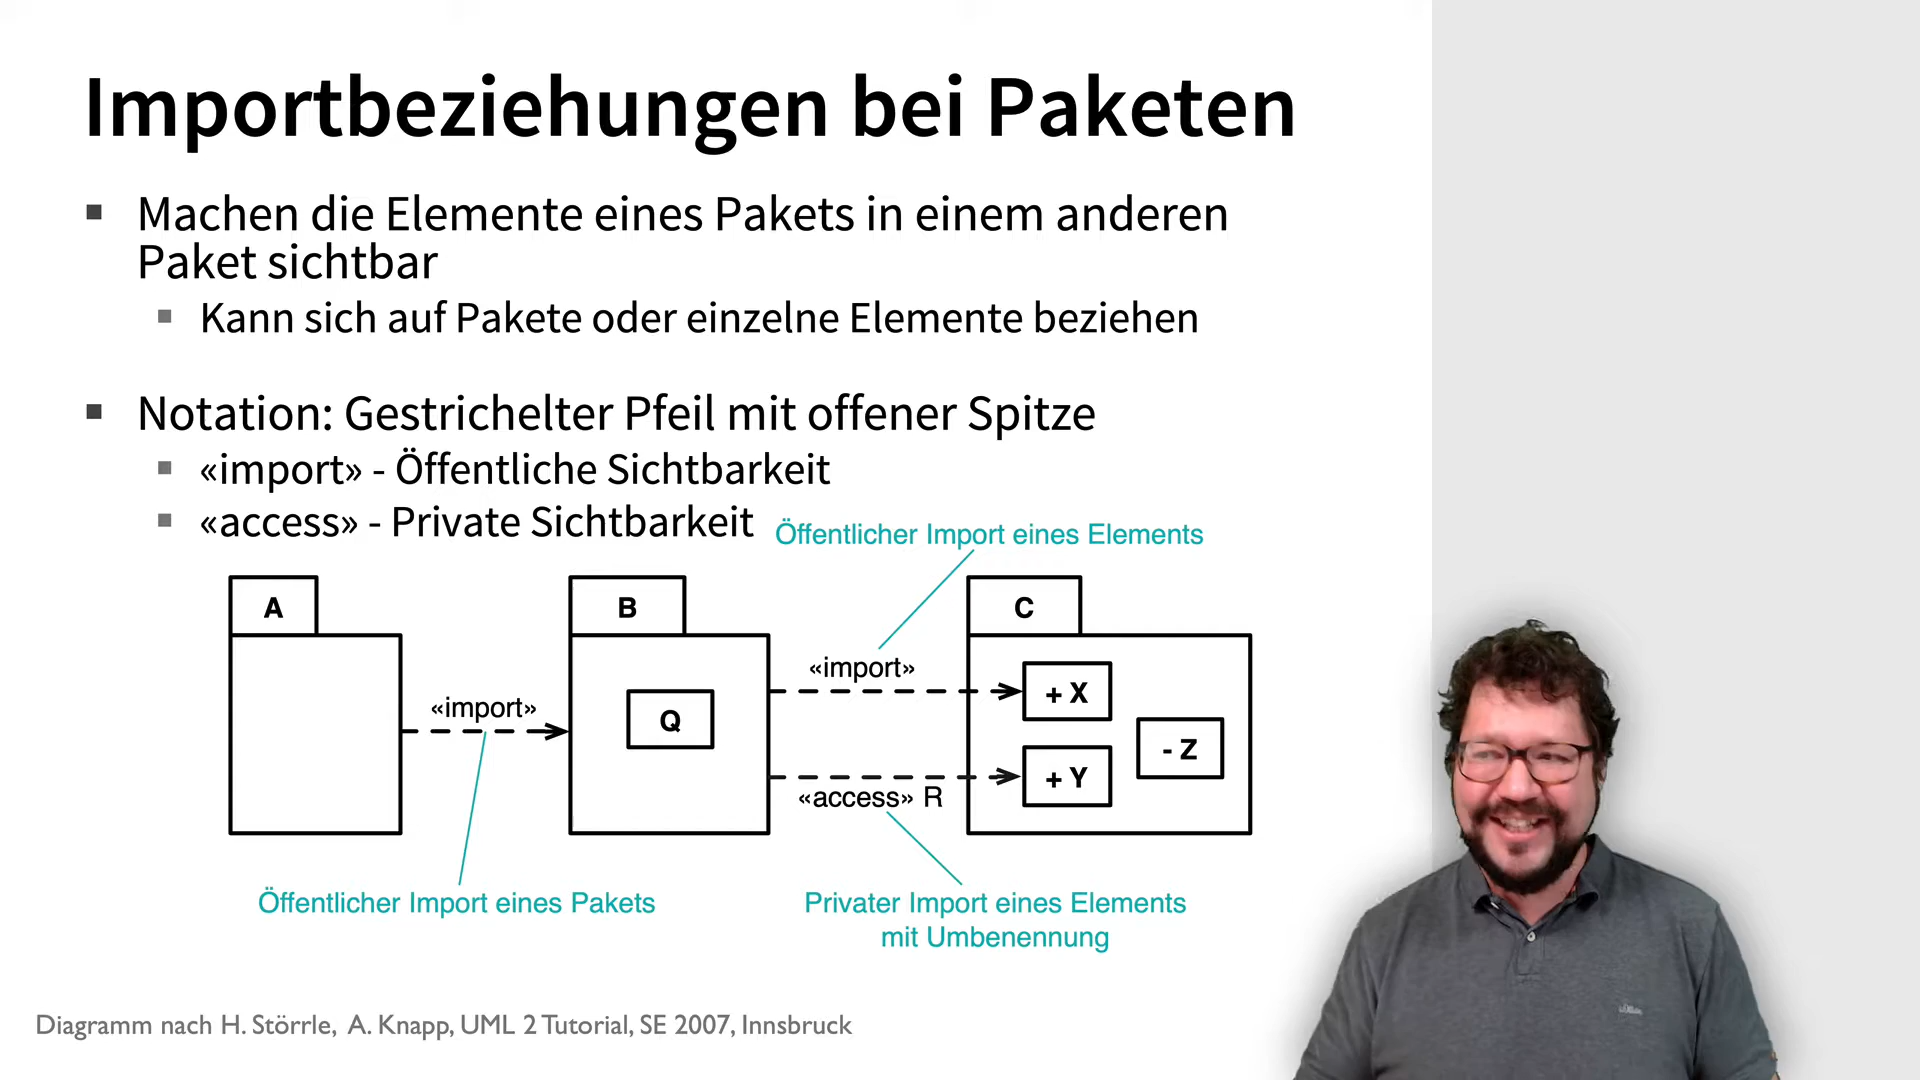 Importbeziehungen bei Paketen
Machen die Elemente eines Pakets in einem anderen
Paket sichtbar
Kann sich auf Pakete oder einzelne Elemente beziehen
Notation: Gestrichelter Pfeil mit offener Spitze
«import» - Öffentliche Sichtbarkeit
«access» - Private Sichtbarkeit
Öffentlicher Import eines Elements
A
B
C
«import»
Q
«import»
+ X
- Z
+ Y
«access» R
Öffentlicher Import eines Pakets
Privater Import eines Elements
mit Umbenennung
Diagramm nach H. Störrle, A. Knapp, UML 2 Tutorial, SE 2007, Innsbruck